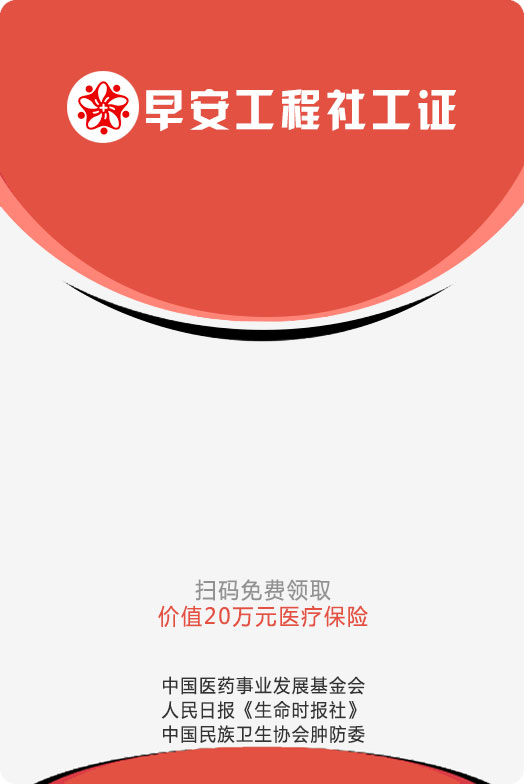 早安工程社工证
扫码免费领取
价值20万元医疗保险
中国医药事业发展基金会
人民日报《生命时报社》
中国民族卫生协会肿防委